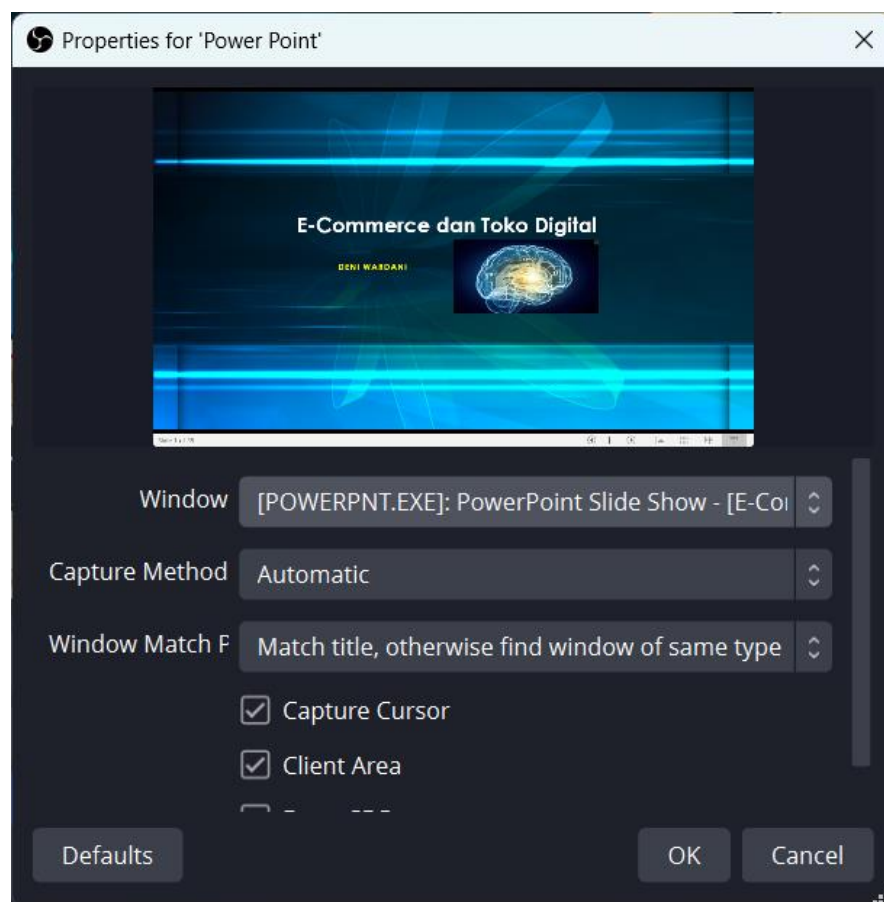 Properties for 'Power Point'
E-Commerce dan Toko Digital
DENI WARDANI
Window
[POWERPNT.EXE]: PowerPoint Slide Show - [E-Co
Capture Method
Automatic
Window Match P
Match title, otherwise find window of same type
Capture Cursor
Client Area
Defaults
OK
Cancel